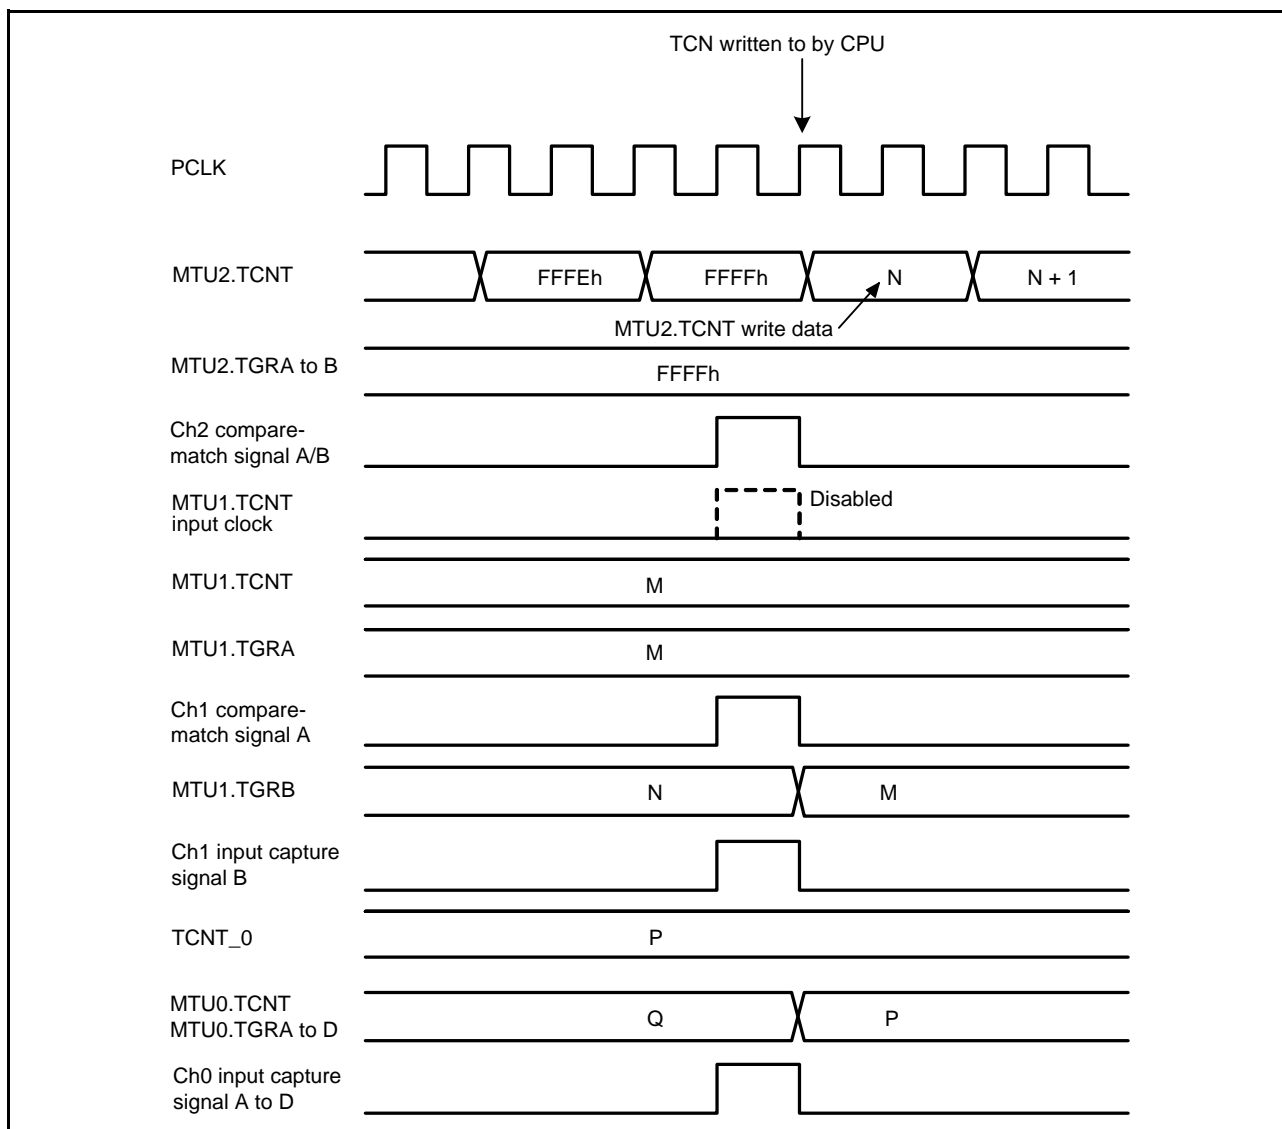 TCN written to by CPU
PCLK
MTU2.TCNT
FFFEh
FFFFh
N
N + 1
MTU2.TCNT write data
MTU2.TGRA to B
FFFFh
Ch2 compare-
match signal A/B
MTU1.TCNT
input clock
Disabled
MTU1.TCNT
M
MTU1.TGRA
M
Ch1 compare-
match signal A
MTU1.TGRB
N
M
Ch1 input capture
signal B
TCNT_0
P
MTU0.TCNT
MTU0.TGRA to D
Q
P
Ch0 input capture
signal A to D